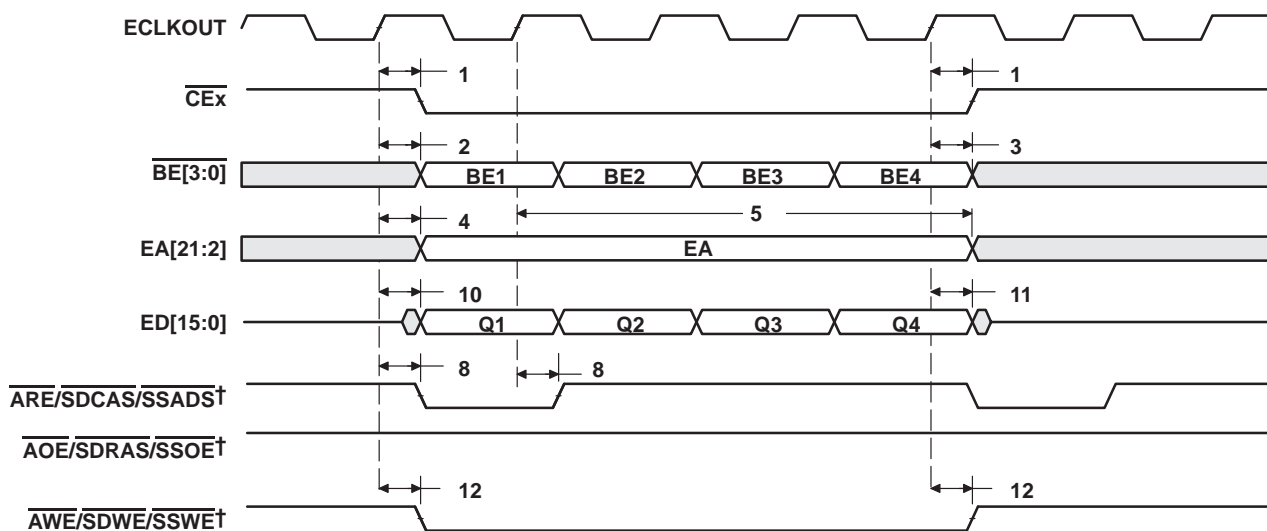 ECLKOUT
1 1
CEx
2 3
BE[3:0] BE1 BE2 BE3 BE4
4 5
EA[21:2] EA
10 11
ED[15:0] Q1 Q2 Q3 Q4
8 8
ARE/SDCAS/SSADS†
AOE/SDRAS/SSOE†
12 12
AWE/SDWE/SSWE†